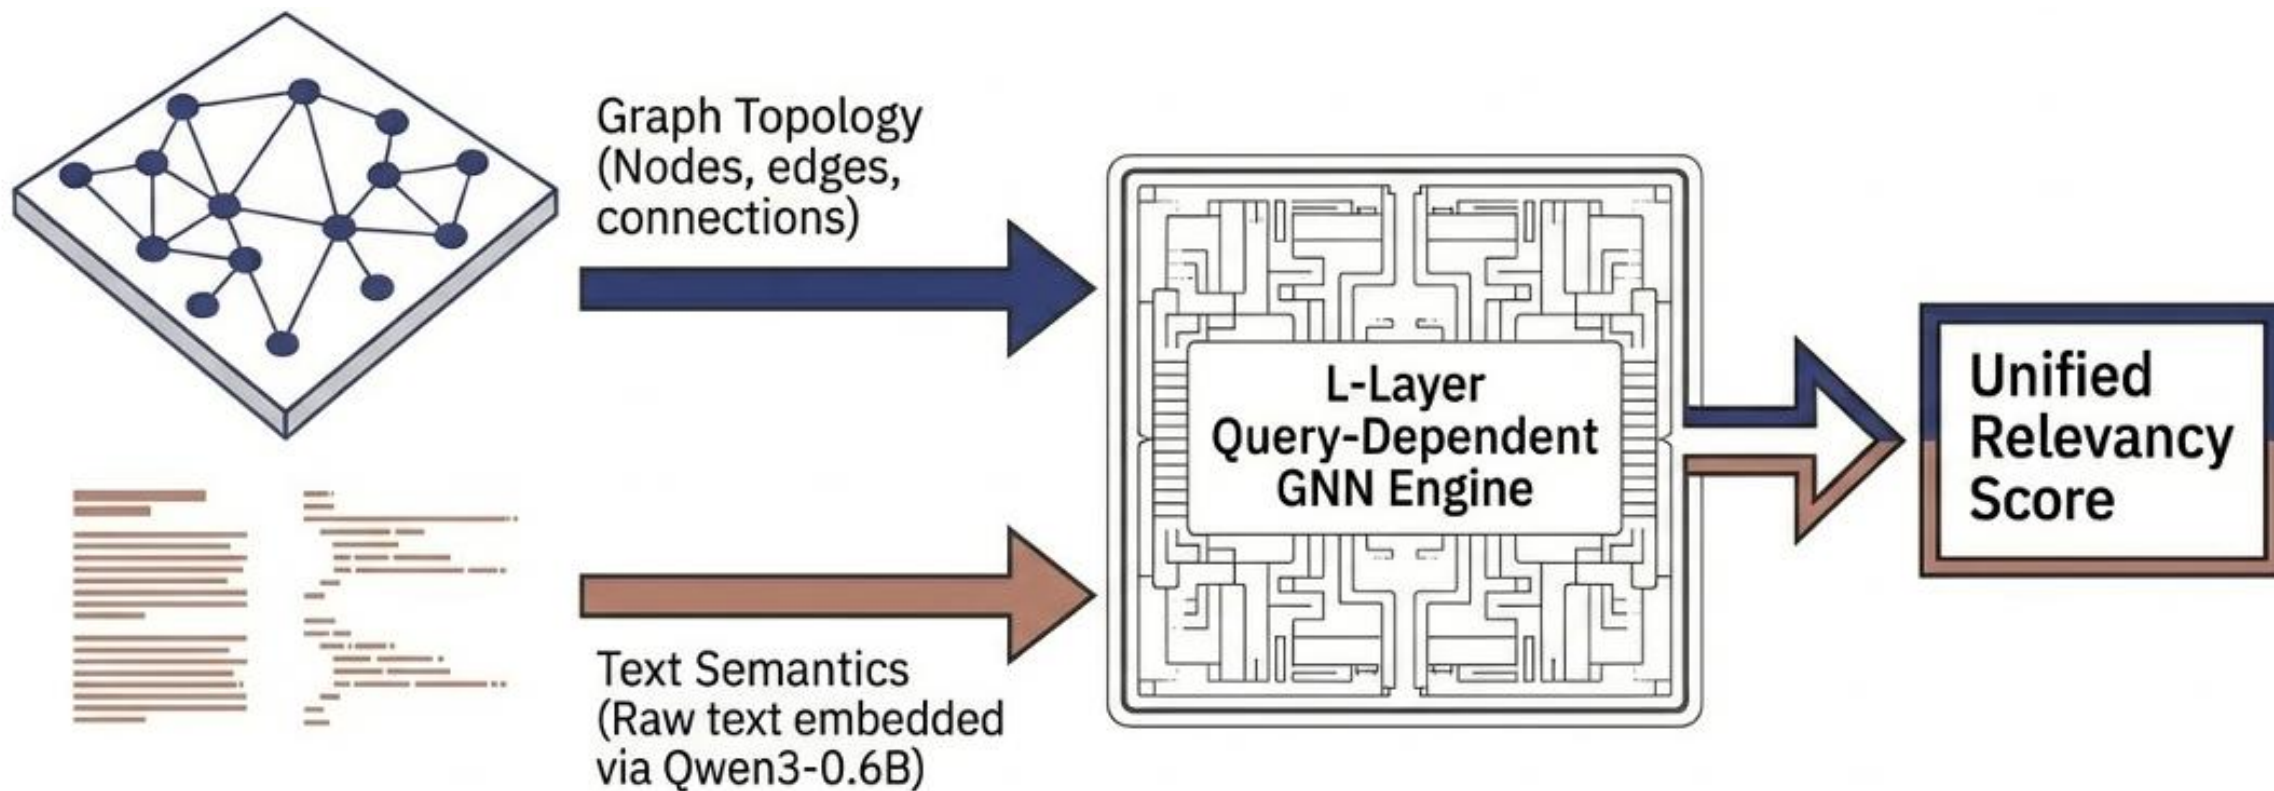 Graph Topology
(Nodes, edges,
connections)
L-Layer
Query-Dependent
GNN Engine
Unified
Relevancy
Score
Text Semantics
(Raw text embedded
via Qwen3-0.6B)